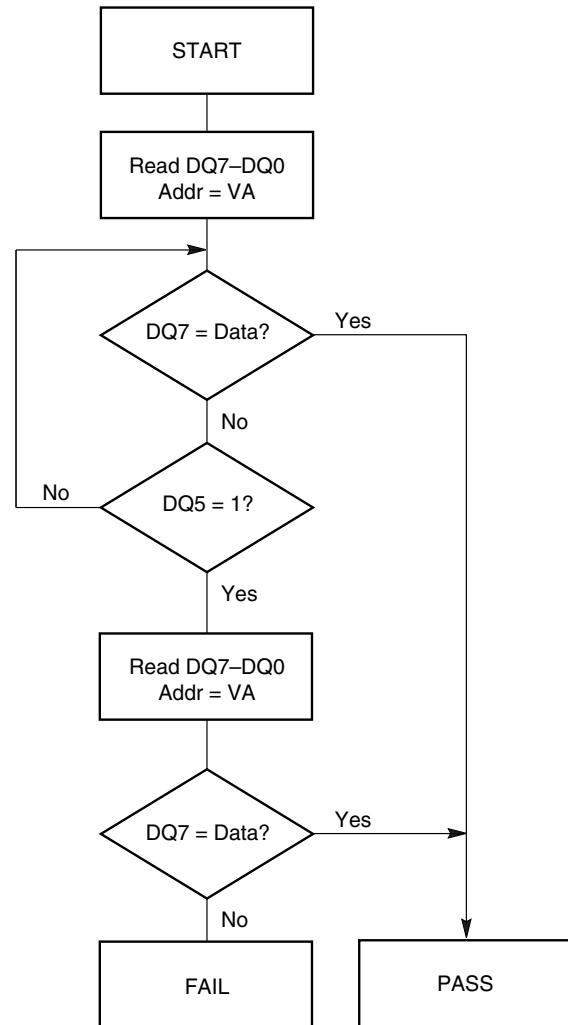 START
Read DQ7–DQ0
Addr = VA
DQ7 = Data?
Yes
No
No
DQ5 = 1?
Yes
Read DQ7–DQ0
Addr = VA
DQ7 = Data?
Yes
No
FAIL
PASS